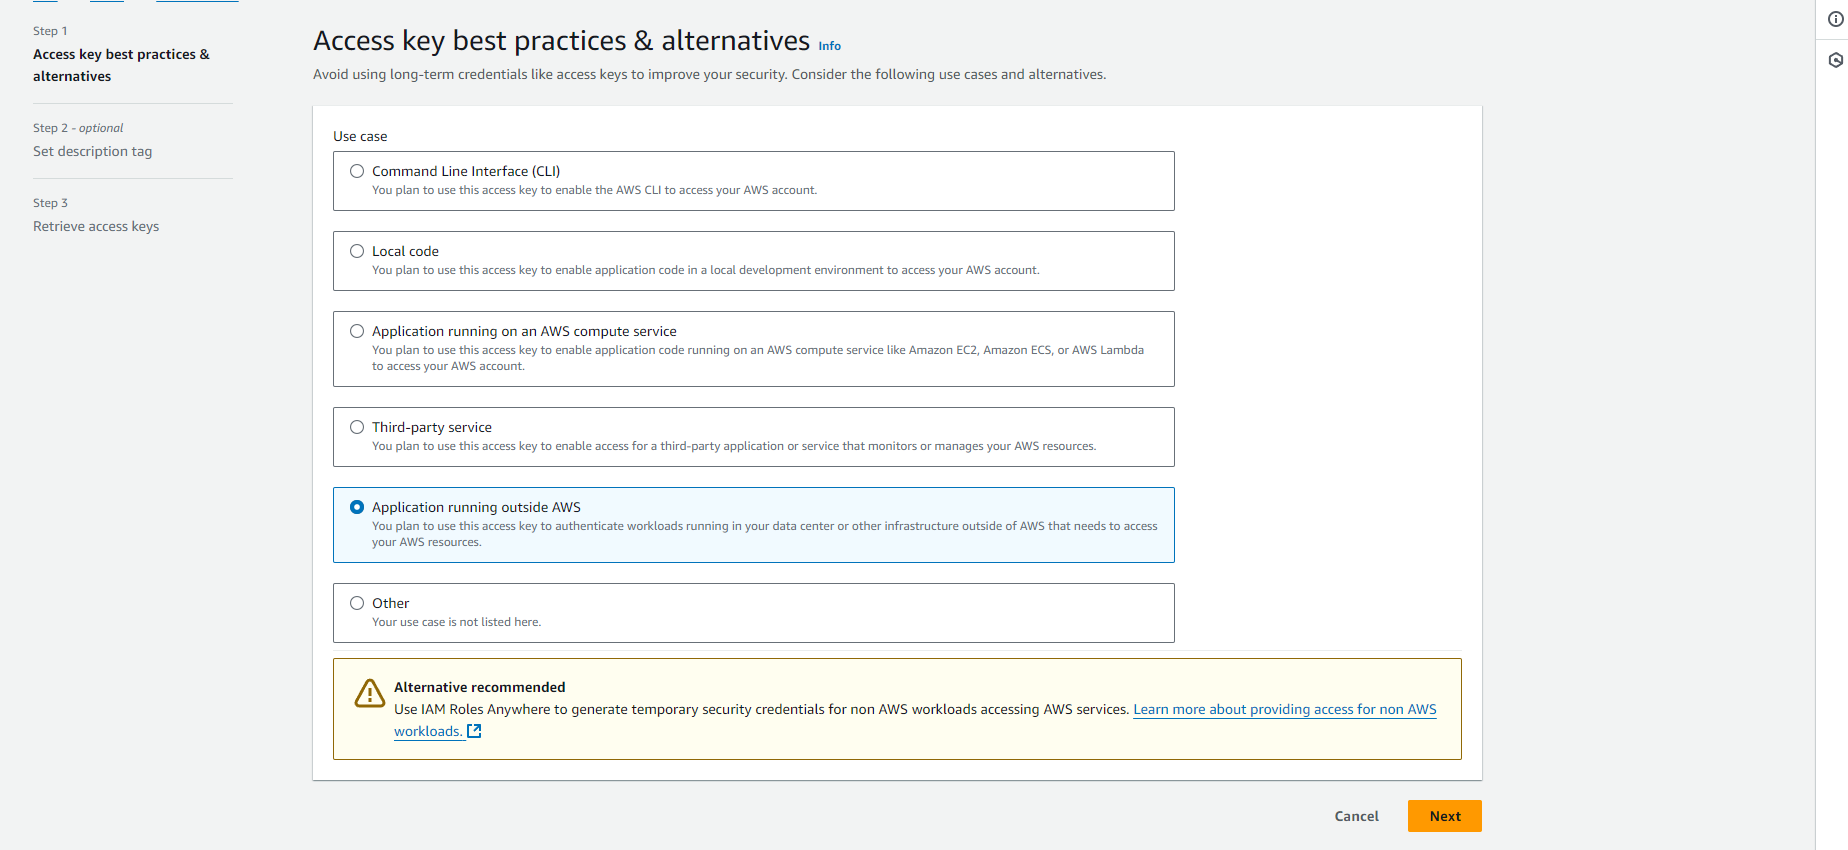 Step 1
Access key best practices &
alternatives
Step 2 - optional
Set description tag
Step 3
Retrieve access keys
Access key best practices & alternatives Info
Avoid using long-term credentials like access keys to improve your security. Consider the following use cases and alternatives.
Use case
Command Line Interface (CLI)
You plan to use this access key to enable the AWS CLI to access your AWS account.
Local code
You plan to use this access key to enable application code in a local development environment to access your AWS account.
Application running on an AWS compute service
You plan to use this access key to enable application code running on an AWS compute service like Amazon EC2, Amazon ECS, or AWS Lambda
to access your AWS account.
Third-party service
You plan to use this access key to enable access for a third-party application or service that monitors or manages your AWS resources.
Application running outside AWS
You plan to use this access key to authenticate workloads running in your data center or other infrastructure outside of AWS that needs to access
your AWS resources.
Other
Your use case is not listed here.
Alternative recommended
Use IAM Roles Anywhere to generate temporary security credentials for non AWS workloads accessing AWS services. Learn more about providing access for non AWS
workloads.
Cancel
Next